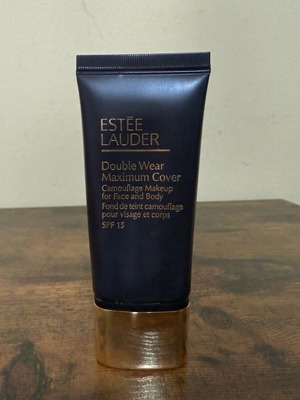 ESTÉE
LAUDER
Double Wear
Maximum Cover
Camouflage Makeup
for Face and Body
Fond de teint camouflage
pour visage et corps
SPF 15